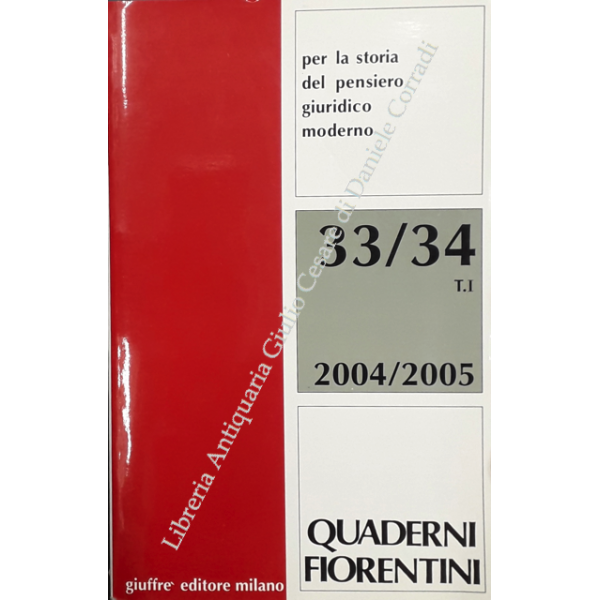 per la storia
del pensiero
giuridico
moderno
33/34
T.I
2004/2005
QUADERNI
FIORENTINI
giuffrè editore milano
Libreria Antiquaria Giulio Cesare di Daniele Corradi